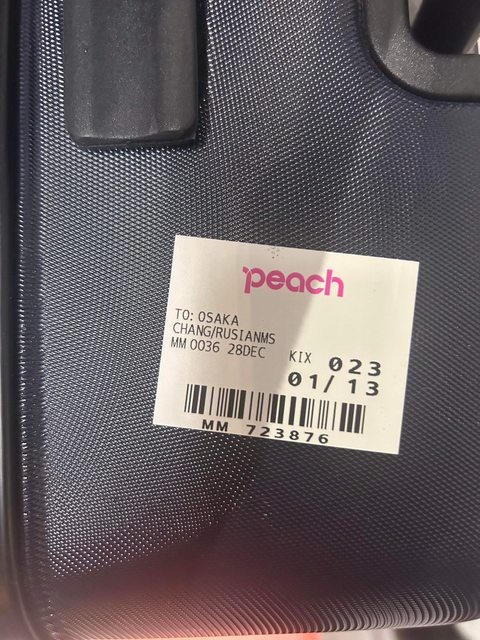 peach
TO: OSAKA
CHANG/RUSIANMS
MM 0036 28DEC KIX 023
01/13
MM 723876